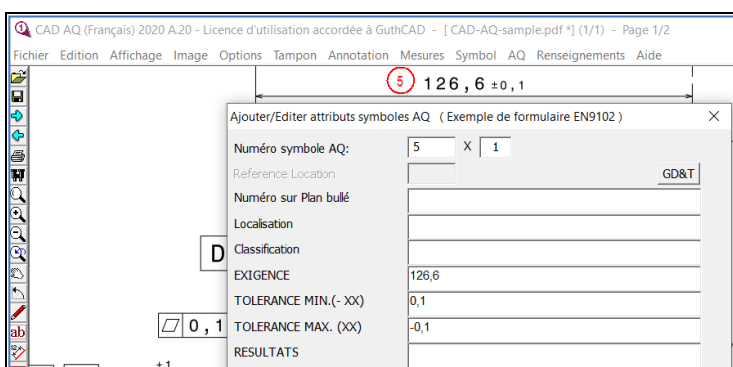 CAD AQ (Français) 2020 A.20 - Licence d'utilisation accordée à GuthCAD - [ CAD-AQ-sample.pdf *] (1/1) - Page 1/2
Fichier Edition Affichage Image Options Tampon Annotation Mesures Symbol AQ Renseignements Aide
5 126,6 ±0,1
Ajouter/Editer attributs symboles AQ ( Exemple de formulaire EN9102 )
Numéro symbole AQ: 5 X 1
Reference Location GD&T
Numéro sur Plan bullé
Localisation
D
Classification
EXIGENCE 126,6
TOLERANCE MIN.(- XX) 0,1
0,1
TOLERANCE MAX. (XX) -0,1
ab
RESULTATS
+1